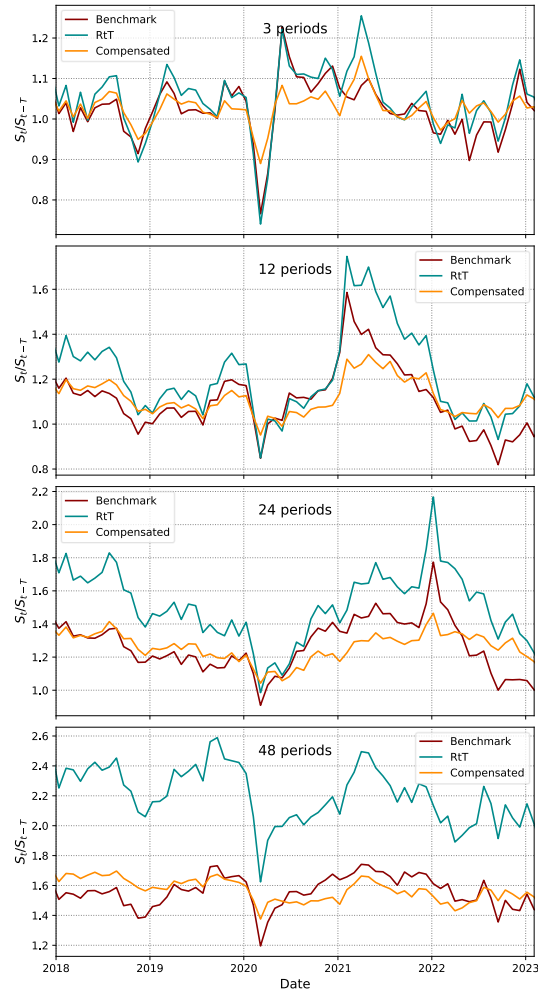 3 periods
Benchmark
RtT
Compensated
1.2
1.1
1.0
0.9
0.8
S_t/S_{t−T}
12 periods
Benchmark
RtT
Compensated
1.6
1.4
1.2
1.0
0.8
S_t/S_{t−T}
24 periods
Benchmark
RtT
Compensated
2.2
2.0
1.8
1.6
1.4
1.2
1.0
S_t/S_{t−T}
48 periods
Benchmark
RtT
Compensated
2.6
2.4
2.2
2.0
1.8
1.6
1.4
1.2
S_t/S_{t−T}
2018 2019 2020 2021 2022 2023
Date